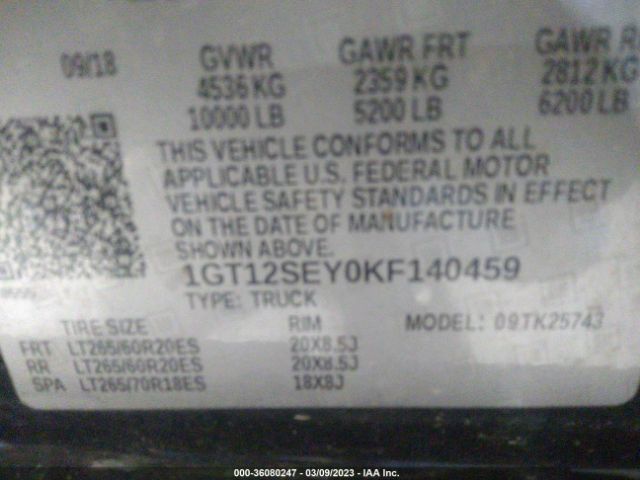 09/18 GVWR GAWR FRT GAWR R
4536 KG 2359 KG 2812 KG
10000 LB 5200 LB 6200 LB
THIS VEHICLE CONFORMS TO ALL
APPLICABLE U.S. FEDERAL MOTOR
VEHICLE SAFETY STANDARDS IN EFFECT
ON THE DATE OF MANUFACTURE
SHOWN ABOVE.
1GT12SEY0KF140459
TYPE: TRUCK
TIRE SIZE RIM MODEL: 09TK25743
FRT LT265/60R20ES 20X8.5J
RR LT265/60R20ES 20X8.5J
SPA LT265/70R18ES 18X8J
000-36080247 - 03/09/2023 - IAA Inc.